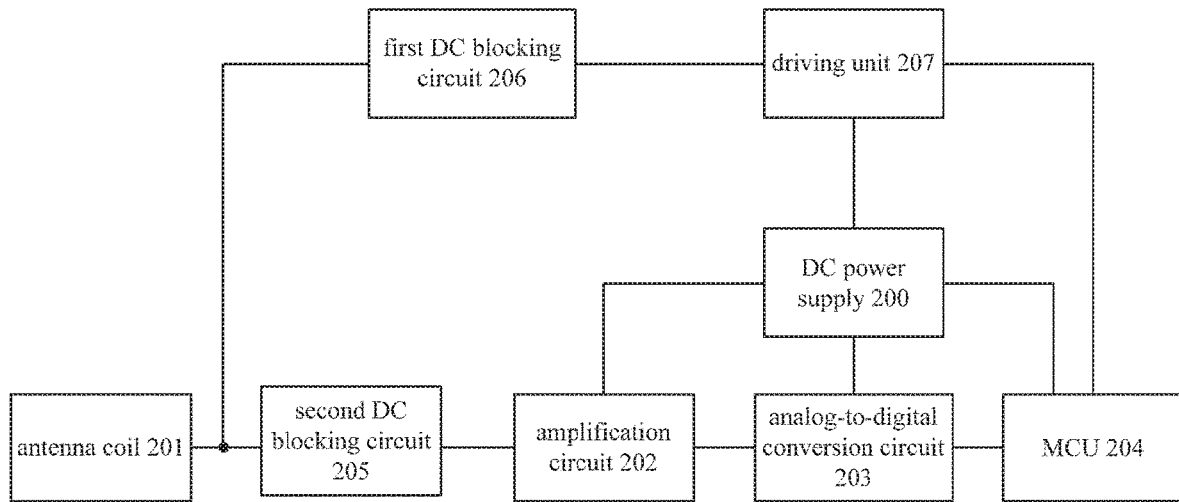 first DC blocking
circuit 206
driving unit 207
DC power
supply 200
antenna coil 201
second DC
blocking circuit
205
amplification
circuit 202
analog-to-digital
conversion circuit
203
MCU 204